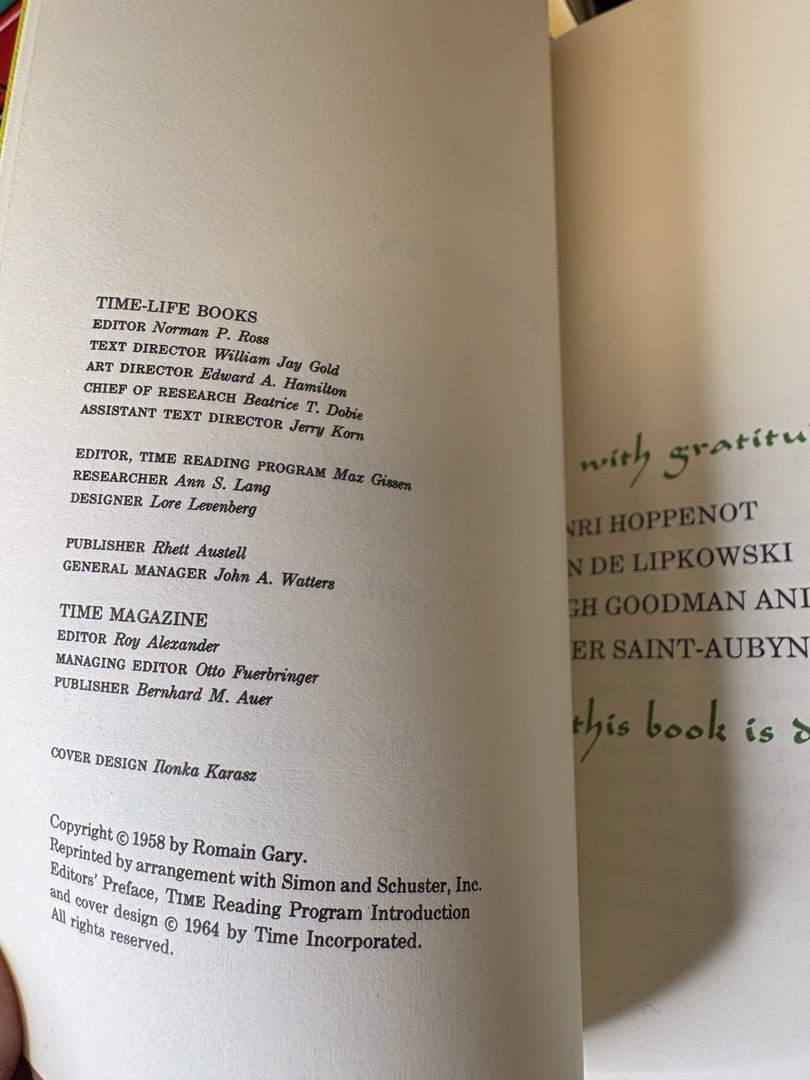 TIME-LIFE BOOKS
EDITOR Norman P. Ross
TEXT DIRECTOR William Jay Gold
ART DIRECTOR Edward A. Hamilton
CHIEF OF RESEARCH Beatrice T. Dobie
ASSISTANT TEXT DIRECTOR Jerry Korn
EDITOR, TIME READING PROGRAM Max Gissen
RESEARCHER Ann S. Lang
DESIGNER Lore Levenberg
PUBLISHER Rhett Austell
GENERAL MANAGER John A. Watters
TIME MAGAZINE
EDITOR Roy Alexander
MANAGING EDITOR Otto Fuerbringer
PUBLISHER Bernhard M. Auer
COVER DESIGN Ilonka Karasz
Copyright © 1958 by Romain Gary.
Reprinted by arrangement with Simon and Schuster, Inc.
Editors' Preface, TIME Reading Program Introduction
and cover design © 1964 by Time Incorporated.
All rights reserved.
with gratitu
NRI HOPPENOT
N DE LIPKOWSKI
GH GOODMAN AND
ER SAINT-AUBYN
this book is d